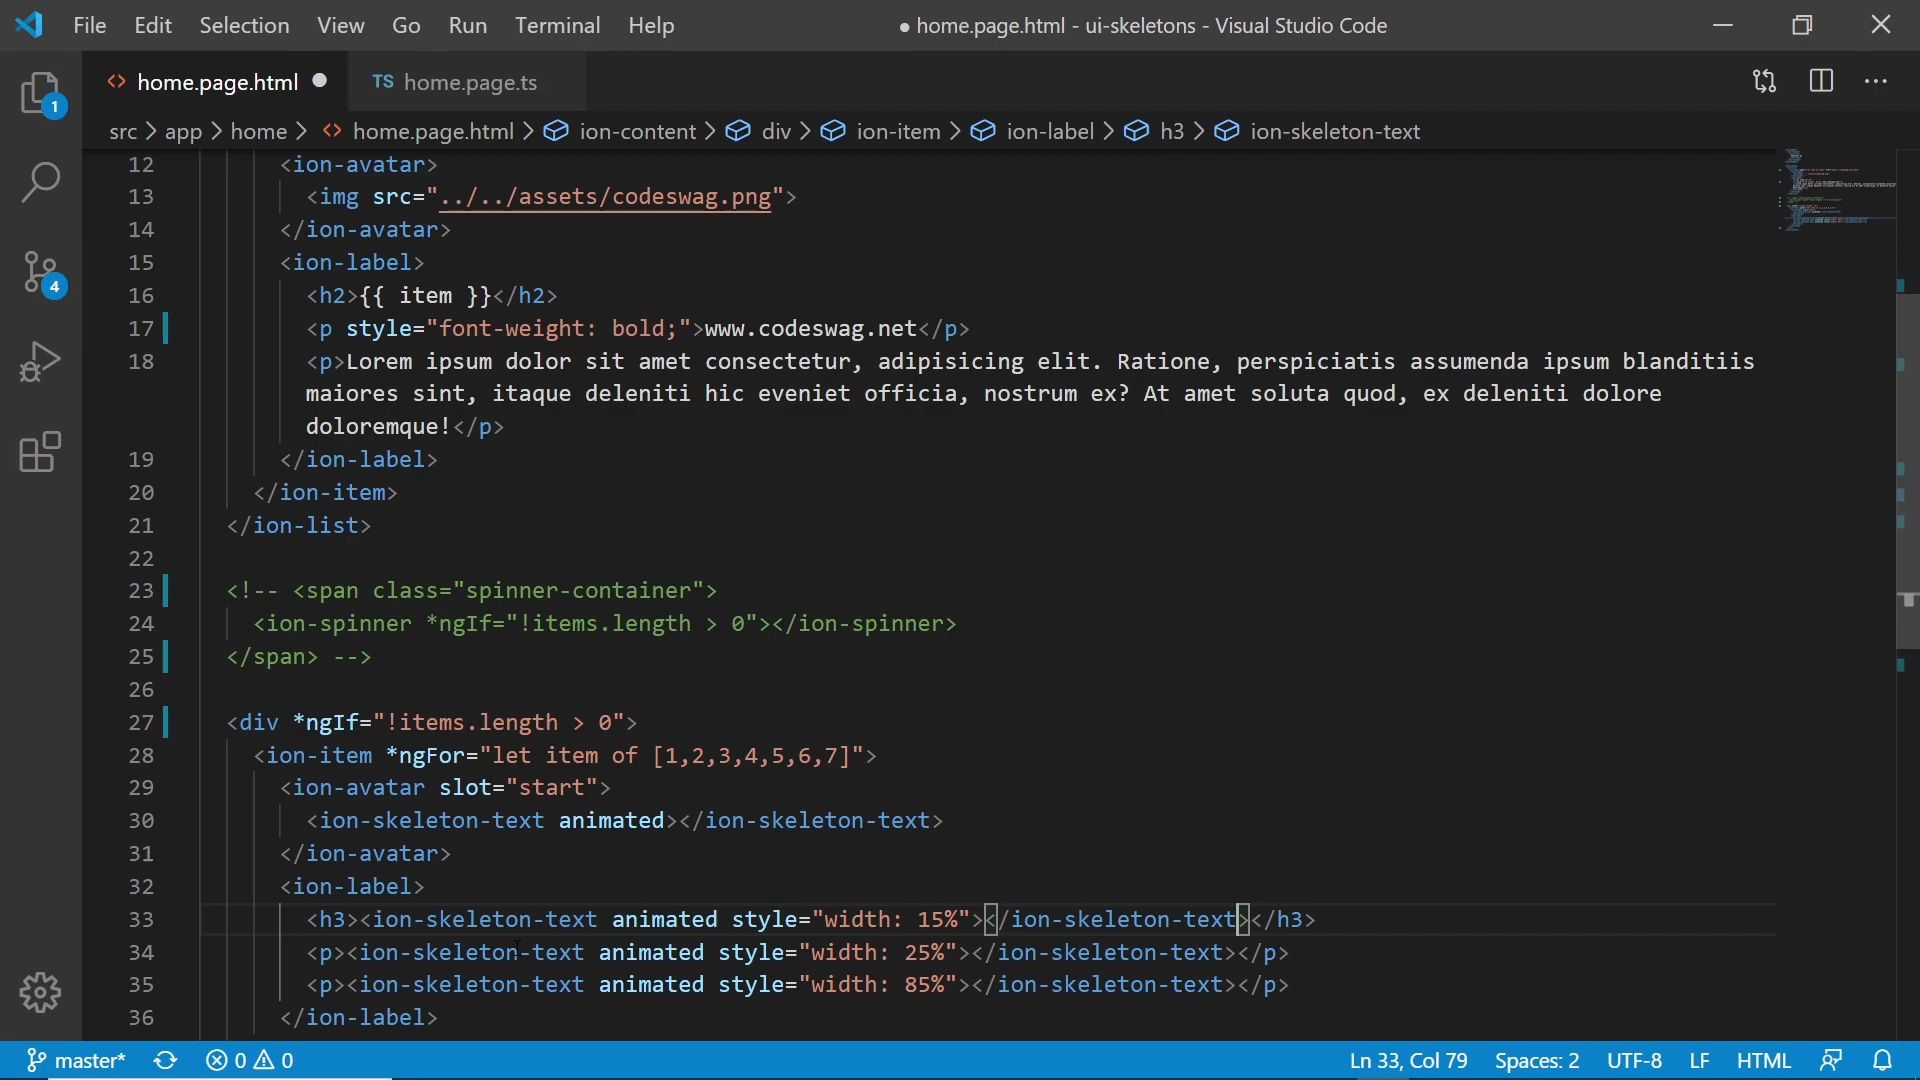 File Edit Selection View Go Run Terminal Help ● home.page.html - ui-skeletons - Visual Studio Code
<> home.page.html ● TS home.page.ts
src > app > home > <> home.page.html > ion-content > div > ion-item > ion-label > h3 > ion-skeleton-text
1
4
12 <ion-avatar>
13 <img src="../../assets/codeswag.png">
14 </ion-avatar>
15 <ion-label>
16 <h2>{{ item }}</h2>
17 <p style="font-weight: bold;">www.codeswag.net</p>
18 <p>Lorem ipsum dolor sit amet consectetur, adipisicing elit. Ratione, perspiciatis assumenda ipsum blanditiis
maiores sint, itaque deleniti hic eveniet officia, nostrum ex? At amet soluta quod, ex deleniti dolore
doloremque!</p>
19 </ion-label>
20 </ion-item>
21 </ion-list>
22
23 <!-- <span class="spinner-container">
24 <ion-spinner *ngIf="!items.length > 0"></ion-spinner>
25 </span> -->
26
27 <div *ngIf="!items.length > 0">
28 <ion-item *ngFor="let item of [1,2,3,4,5,6,7]">
29 <ion-avatar slot="start">
30 <ion-skeleton-text animated></ion-skeleton-text>
31 </ion-avatar>
32 <ion-label>
33 <h3><ion-skeleton-text animated style="width: 15%"></ion-skeleton-text></h3>
34 <p><ion-skeleton-text animated style="width: 25%"></ion-skeleton-text></p>
35 <p><ion-skeleton-text animated style="width: 85%"></ion-skeleton-text></p>
36 </ion-label>
master* 0 0 Ln 33, Col 79 Spaces: 2 UTF-8 LF HTML